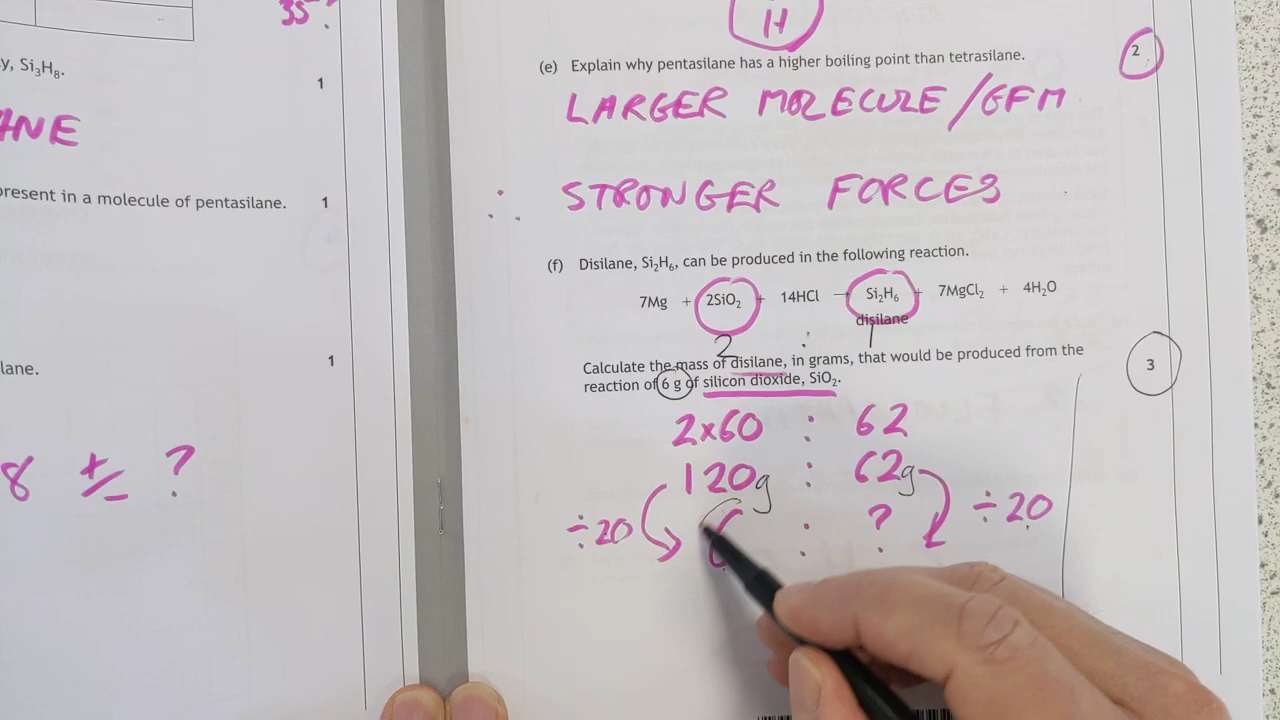 35
y, Si₃H₈.
1
ANE
present in a molecule of pentasilane. 1
lane.
1
8 ± ?
H
(e) Explain why pentasilane has a higher boiling point than tetrasilane. 2
LARGER MOLECULE/GFM
∴ STRONGER FORCES
(f) Disilane, Si₂H₆, can be produced in the following reaction.
7Mg + 2SiO₂ + 14HCl → Si₂H₆ + 7MgCl₂ + 4H₂O
disilane
2 : 1
Calculate the mass of disilane, in grams, that would be produced from the
reaction of 6 g of silicon dioxide, SiO₂. 3
2x60 : 62
120g : 62g
÷20 6 : ? ÷20